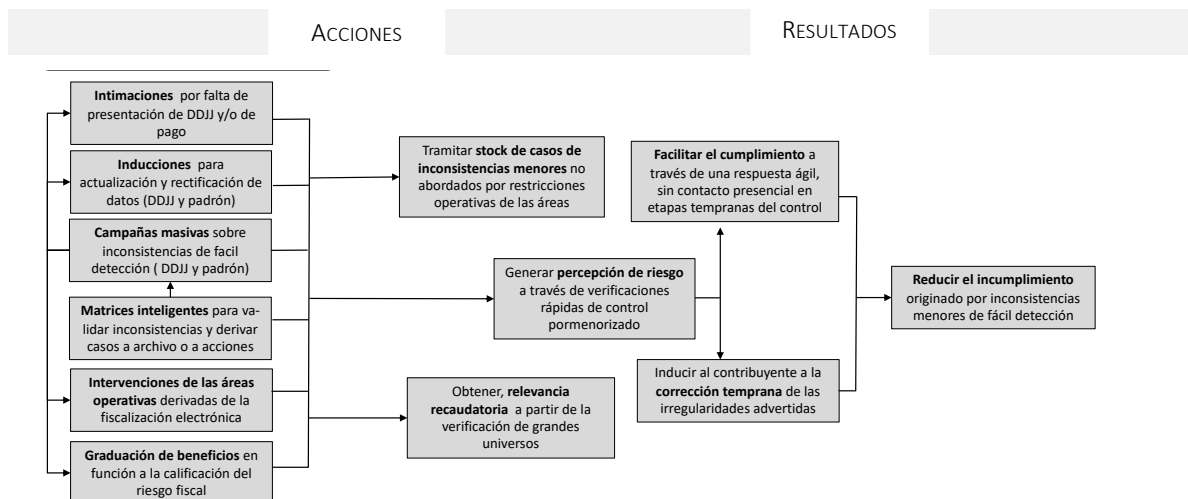 ACCIONES
RESULTADOS
Intimaciones por falta de
presentación de DDJJ y/o de
pago
Inducciones para
actualización y rectificación de
datos (DDJJ y padrón)
Campañas masivas sobre
inconsistencias de facil
detección ( DDJJ y padrón)
Matrices inteligentes para va-
lidar inconsistencias y derivar
casos a archivo o a acciones
Intervenciones de las áreas
operativas derivadas de la
fiscalización electrónica
Graduación de beneficios en
función a la calificación del
riesgo fiscal
Tramitar stock de casos de
inconsistencias menores no
abordados por restricciones
operativas de las áreas
Generar percepción de riesgo
a través de verificaciones
rápidas de control
pormenorizado
Obtener, relevancia
recaudatoria a partir de la
verificación de grandes
universos
Facilitar el cumplimiento a
través de una respuesta ágil,
sin contacto presencial en
etapas tempranas del control
Inducir al contribuyente a la
corrección temprana de las
irregularidades advertidas
Reducir el incumplimiento
originado por inconsistencias
menores de fácil detección